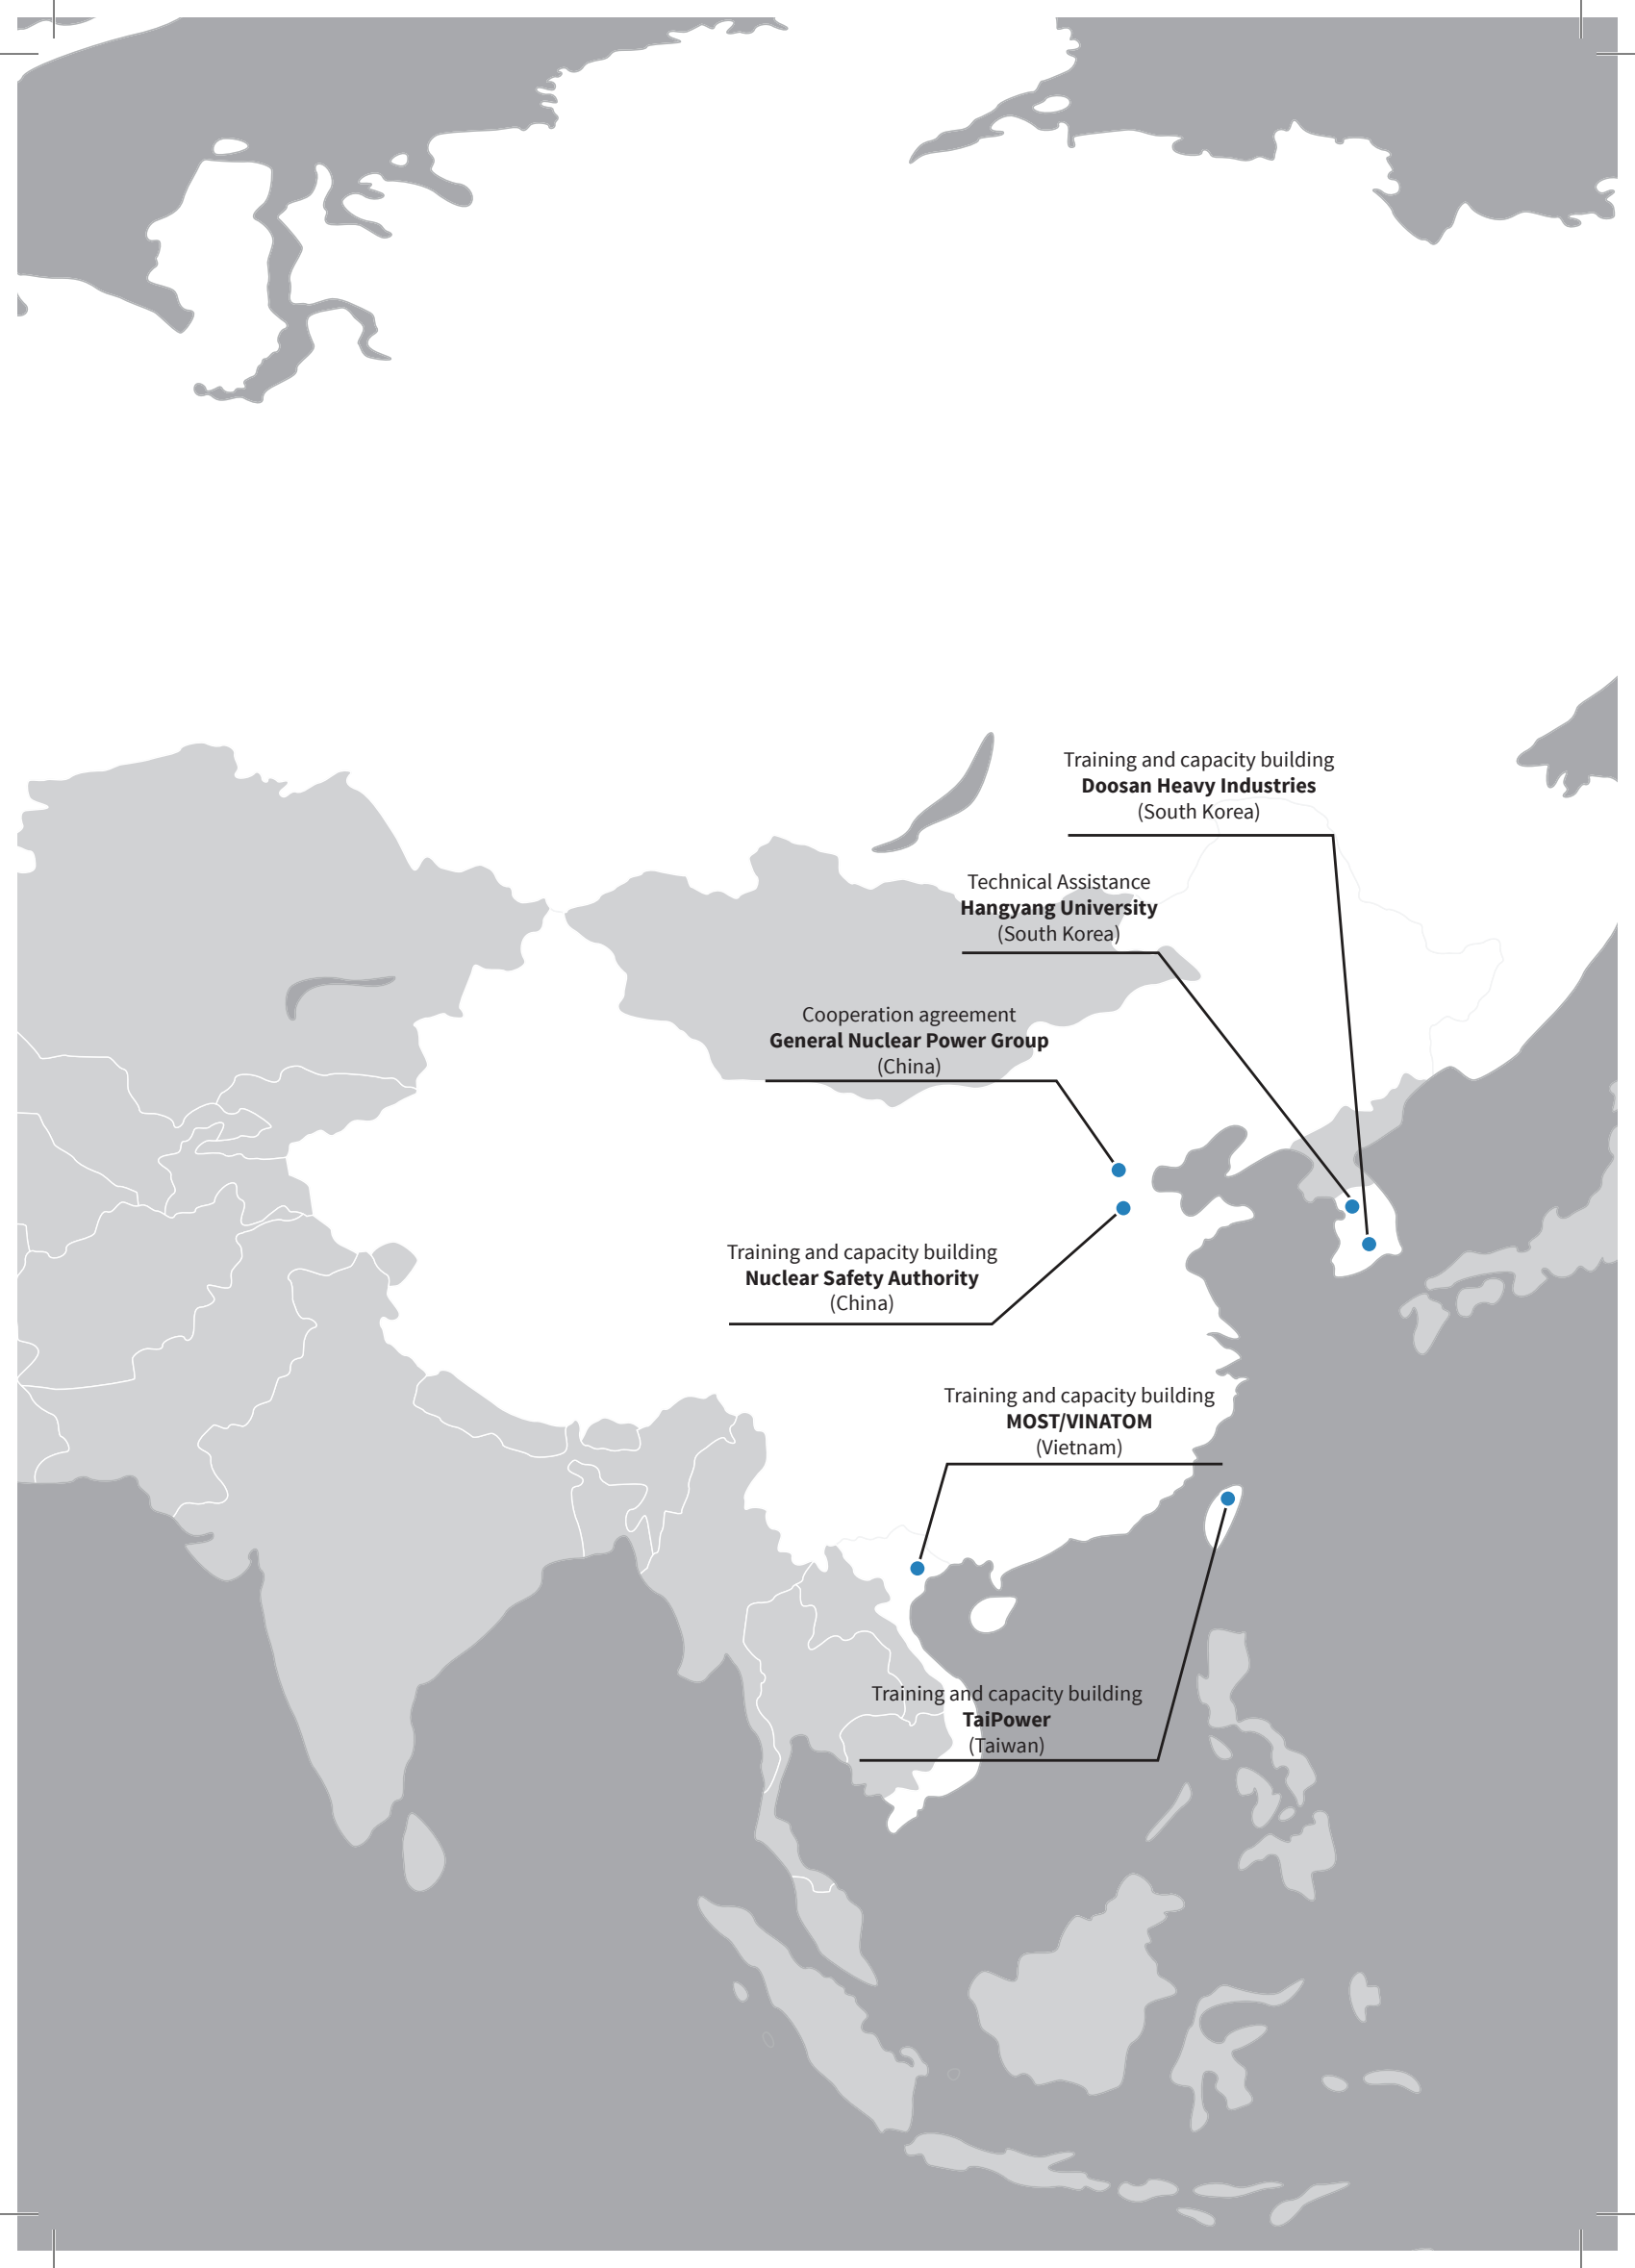 Training and capacity building
Doosan Heavy Industries
(South Korea)
Technical Assistance
Hangyang University
(South Korea)
Cooperation agreement
General Nuclear Power Group
(China)
Training and capacity building
Nuclear Safety Authority
(China)
Training and capacity building
MOST/VINATOM
(Vietnam)
Training and capacity building
TaiPower
(Taiwan)